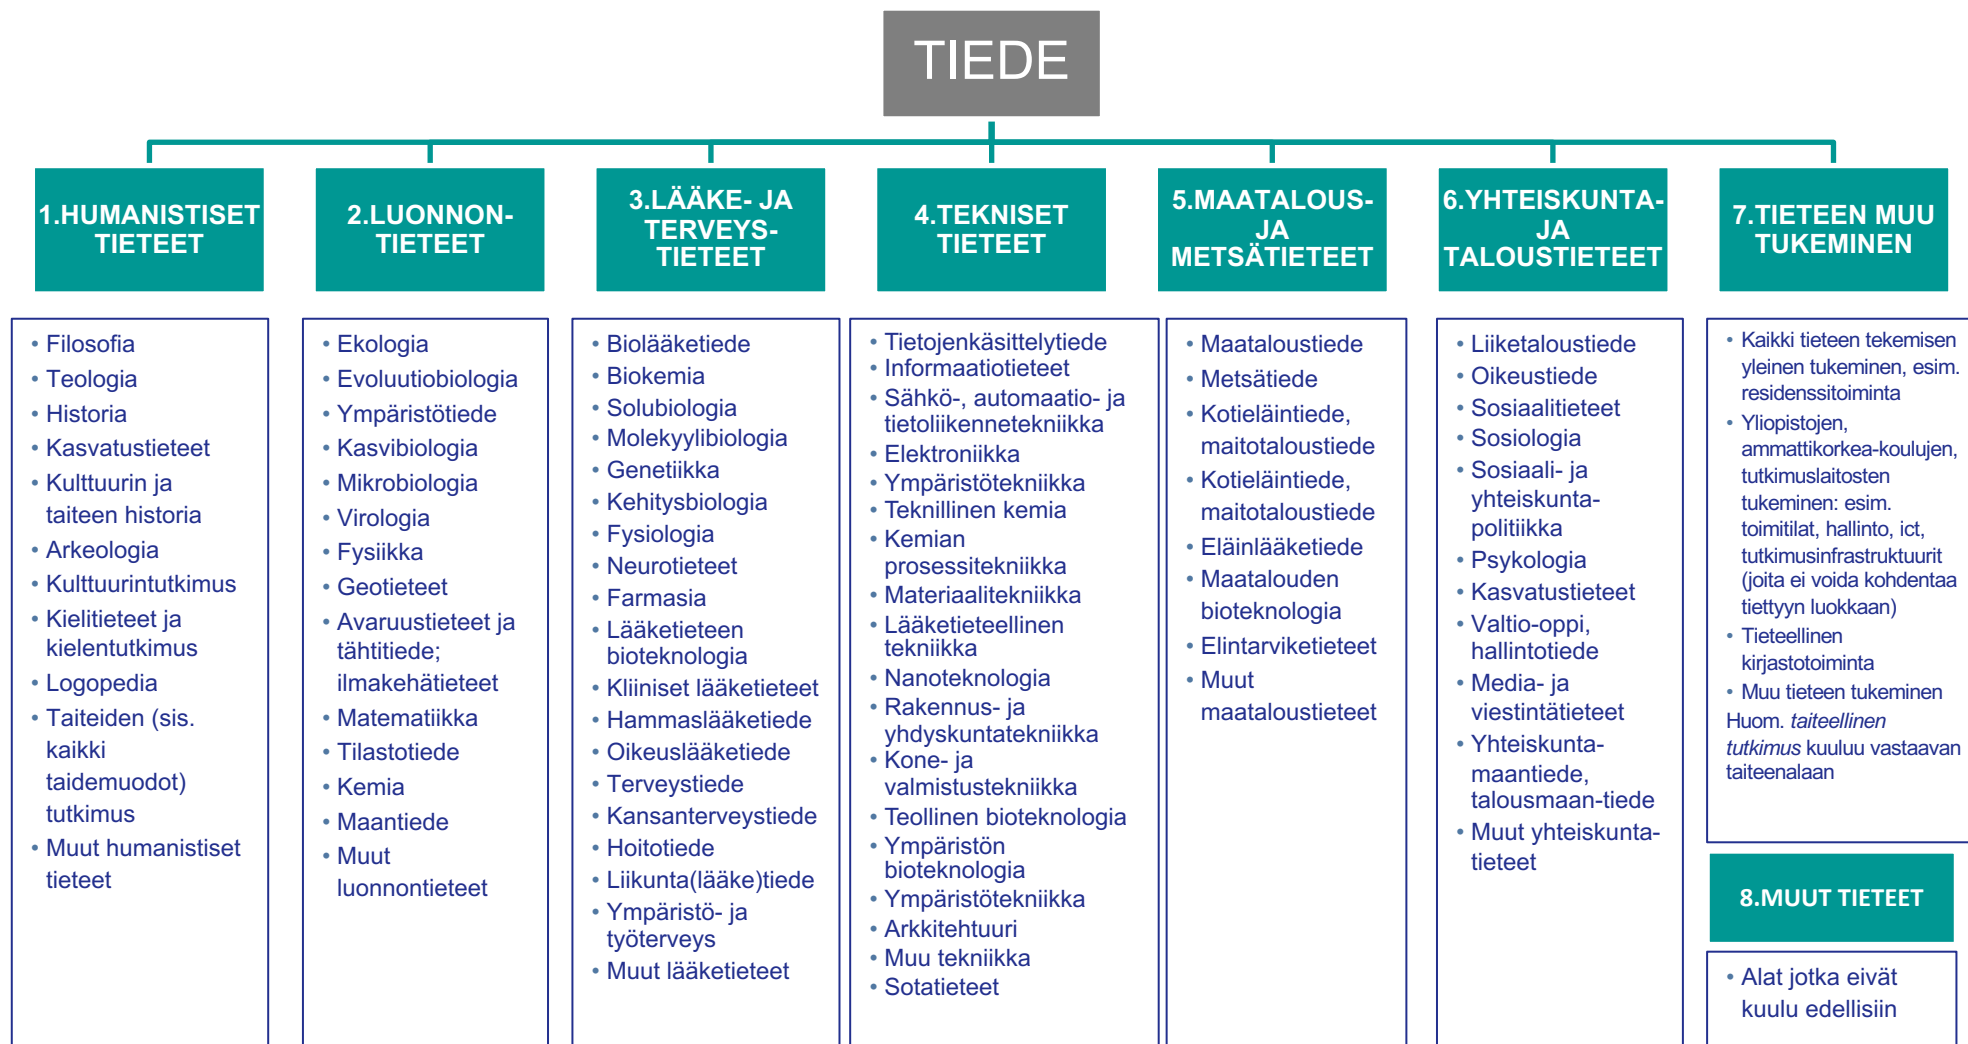 TIEDE
1.HUMANISTISET
TIETEET
2.LUONNON-
TIETEET
3.LÄÄKE- JA
TERVEYS-
TIETEET
4.TEKNISET
TIETEET
5.MAATALOUS-
JA
METSÄTIETEET
6.YHTEISKUNTA-
JA
TALOUSTIETEET
7.TIETEEN MUU
TUKEMINEN
• Filosofia
• Teologia
• Historia
• Kasvatustieteet
• Kulttuurin ja
taiteen historia
• Arkeologia
• Kulttuurintutkimus
• Kielitieteet ja
kielentutkimus
• Logopedia
• Taiteiden (sis.
kaikki
taidemuodot)
tutkimus
• Muut humanistiset
tieteet
• Ekologia
• Evoluutiobiologia
• Ympäristötiede
• Kasvibiologia
• Mikrobiologia
• Virologia
• Fysiikka
• Geotieteet
• Avaruustieteet ja
tähtitiede;
ilmakehätieteet
• Matematiikka
• Tilastotiede
• Kemia
• Maantiede
• Muut
luonnontieteet
• Biolääketiede
• Biokemia
• Solubiologia
• Molekyylibiologia
• Genetiikka
• Kehitysbiologia
• Fysiologia
• Neurotieteet
• Farmasia
• Lääketieteen
bioteknologia
• Kliiniset lääketieteet
• Hammaslääketiede
• Oikeuslääketiede
• Terveystiede
• Kansanterveystiede
• Hoitotiede
• Liikunta(lääke)tiede
• Ympäristö- ja
työterveys
• Muut lääketieteet
• Tietojenkäsittelytiede
• Informaatiotieteet
• Sähkö-, automaatio- ja
tietoliikennetekniikka
• Elektroniikka
• Ympäristötekniikka
• Teknillinen kemia
• Kemian
prosessitekniikka
• Materiaalitekniikka
• Lääketieteellinen
tekniikka
• Nanoteknologia
• Rakennus- ja
yhdyskuntatekniikka
• Kone- ja
valmistustekniikka
• Teollinen bioteknologia
• Ympäristön
bioteknologia
• Ympäristötekniikka
• Arkkitehtuuri
• Muu tekniikka
• Sotatieteet
• Maataloustiede
• Metsätiede
• Kotieläintiede,
maitotaloustiede
• Kotieläintiede,
maitotaloustiede
• Eläinlääketiede
• Maatalouden
bioteknologia
• Elintarviketieteet
• Muut
maataloustieteet
• Liiketaloustiede
• Oikeustiede
• Sosiaalitieteet
• Sosiologia
• Sosiaali- ja
yhteiskunta-
politiikka
• Psykologia
• Kasvatustieteet
• Valtio-oppi,
hallintotiede
• Media- ja
viestintätieteet
• Yhteiskunta-
maantiede,
talousmaan-tiede
• Muut yhteiskunta-
tieteet
• Kaikki tieteen tekemisen
yleinen tukeminen, esim.
residenssitoiminta
• Yliopistojen,
ammattikorkea-koulujen,
tutkimuslaitosten
tukeminen: esim.
toimitilat, hallinto, ict,
tutkimusinfrastruktuurit
(joita ei voida kohdentaa
tiettyyn luokkaan)
• Tieteellinen
kirjastotoiminta
• Muu tieteen tukeminen
Huom. taiteellinen
tutkimus kuuluu vastaavan
taiteenalaan
8.MUUT TIETEET
• Alat jotka eivät
kuulu edellisiin